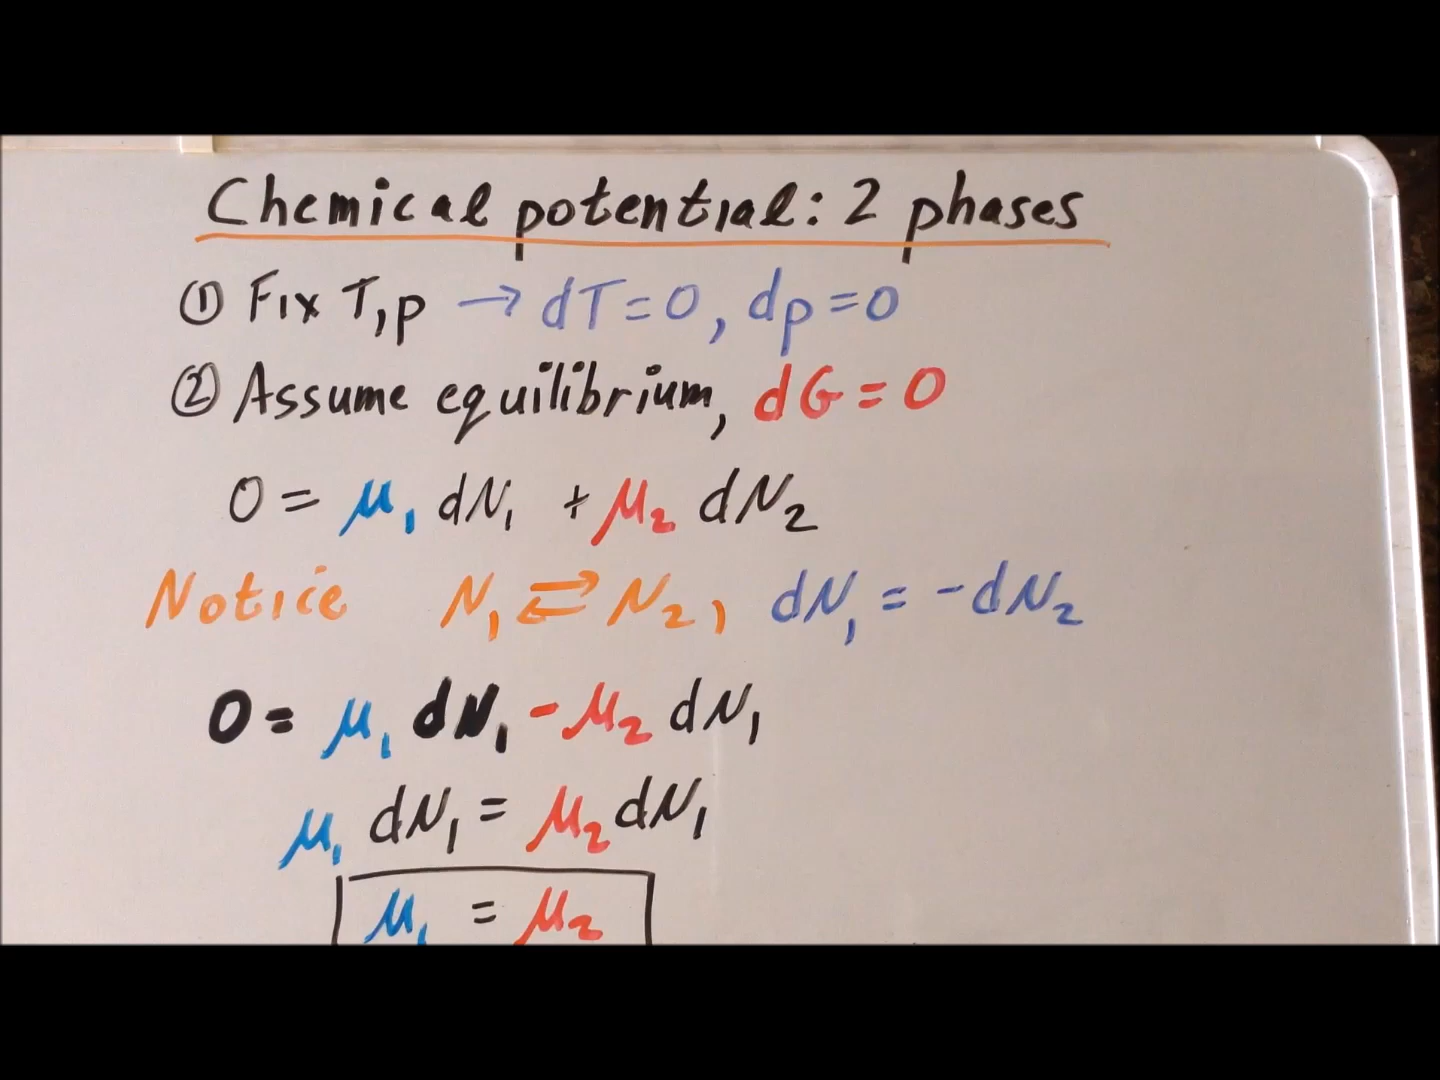 Chemical potential: 2 phases
① Fix T,p → dT=0, dp=0
② Assume equilibrium, dG=0
0 = μ₁ dN₁ + μ₂ dN₂
Notice N₁ ⇄ N₂, dN₁ = -dN₂
0 = μ₁ dN₁ - μ₂ dN₁
μ₁ dN₁ = μ₂ dN₁
μ₁ = μ₂